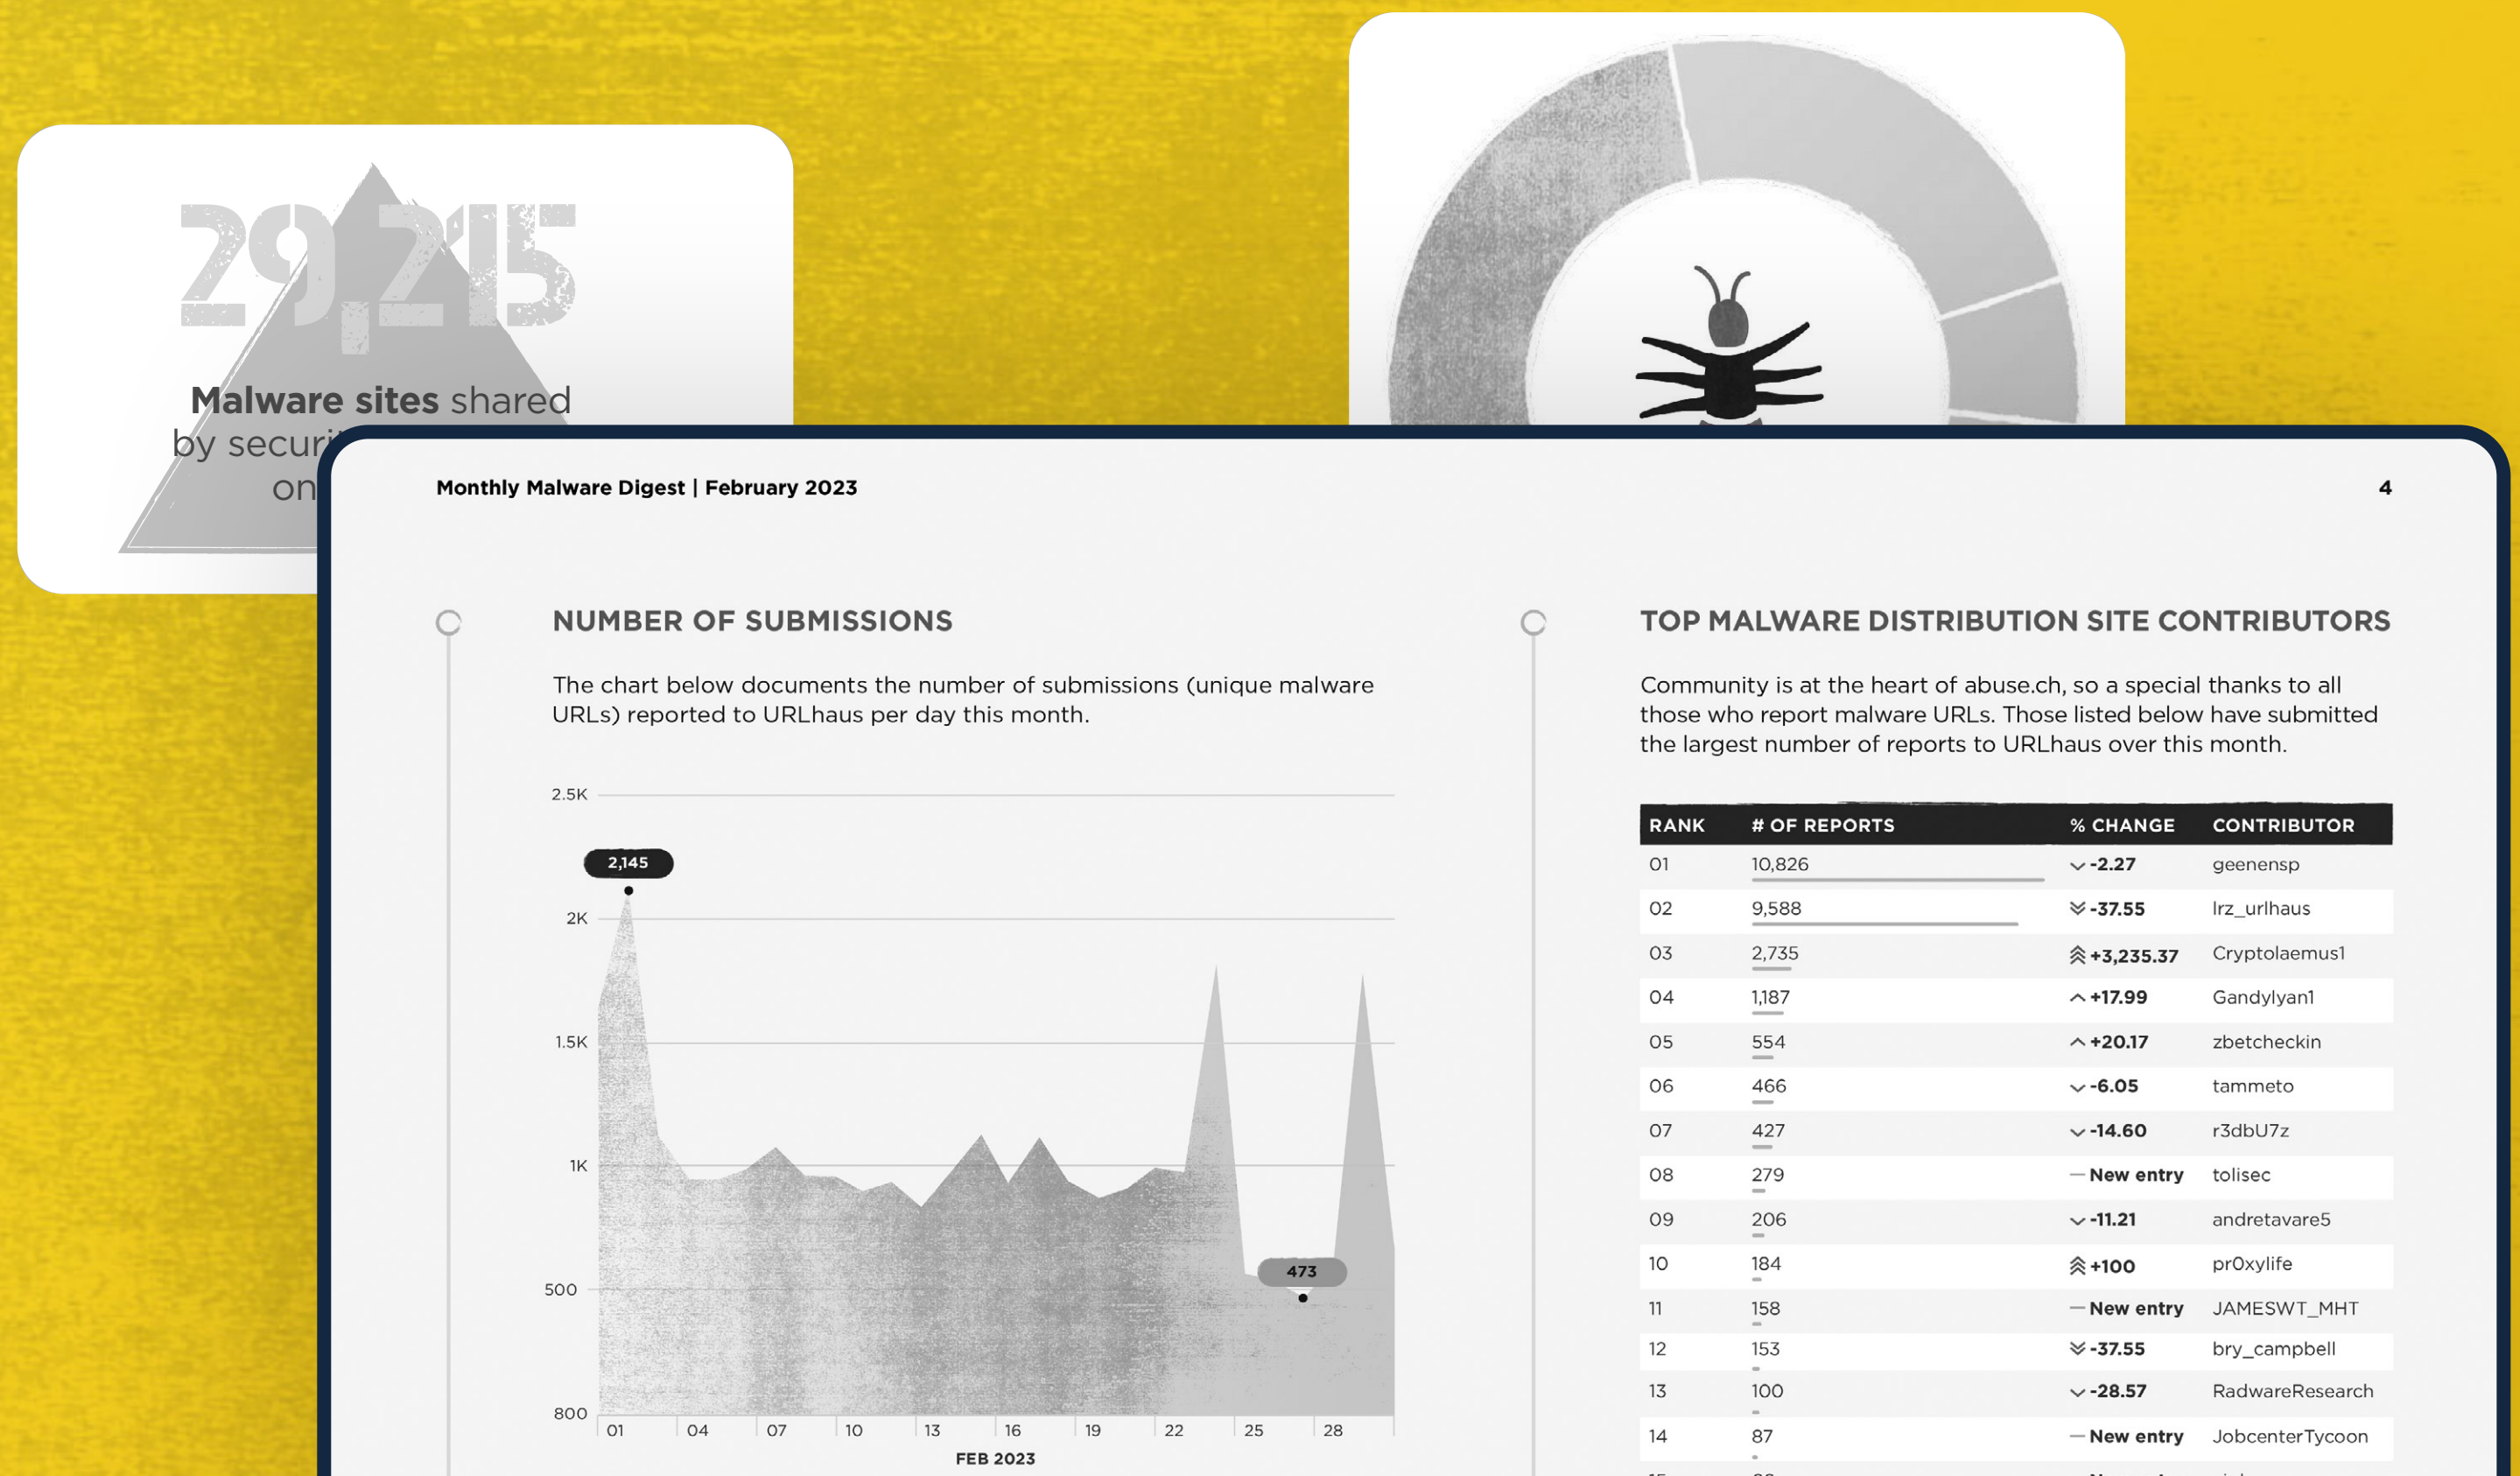 29,215
Malware sites shared
by securi
on
Monthly Malware Digest | February 2023
4
NUMBER OF SUBMISSIONS
The chart below documents the number of submissions (unique malware
URLs) reported to URLhaus per day this month.
2.5K
2,145
2K
1.5K
1K
500
473
800
01 04 07 10 13 16 19 22 25 28
FEB 2023
TOP MALWARE DISTRIBUTION SITE CONTRIBUTORS
Community is at the heart of abuse.ch, so a special thanks to all
those who report malware URLs. Those listed below have submitted
the largest number of reports to URLhaus over this month.
RANK # OF REPORTS % CHANGE CONTRIBUTOR
01 10,826 -2.27 geenensp
02 9,588 -37.55 lrz_urlhaus
03 2,735 +3,235.37 Cryptolaemus1
04 1,187 +17.99 Gandylyan1
05 554 +20.17 zbetcheckin
06 466 -6.05 tammeto
07 427 -14.60 r3dbU7z
08 279 New entry tolisec
09 206 -11.21 andretavare5
10 184 +100 pr0xylife
11 158 New entry JAMESWT_MHT
12 153 -37.55 bry_campbell
13 100 -28.57 RadwareResearch
14 87 New entry JobcenterTycoon